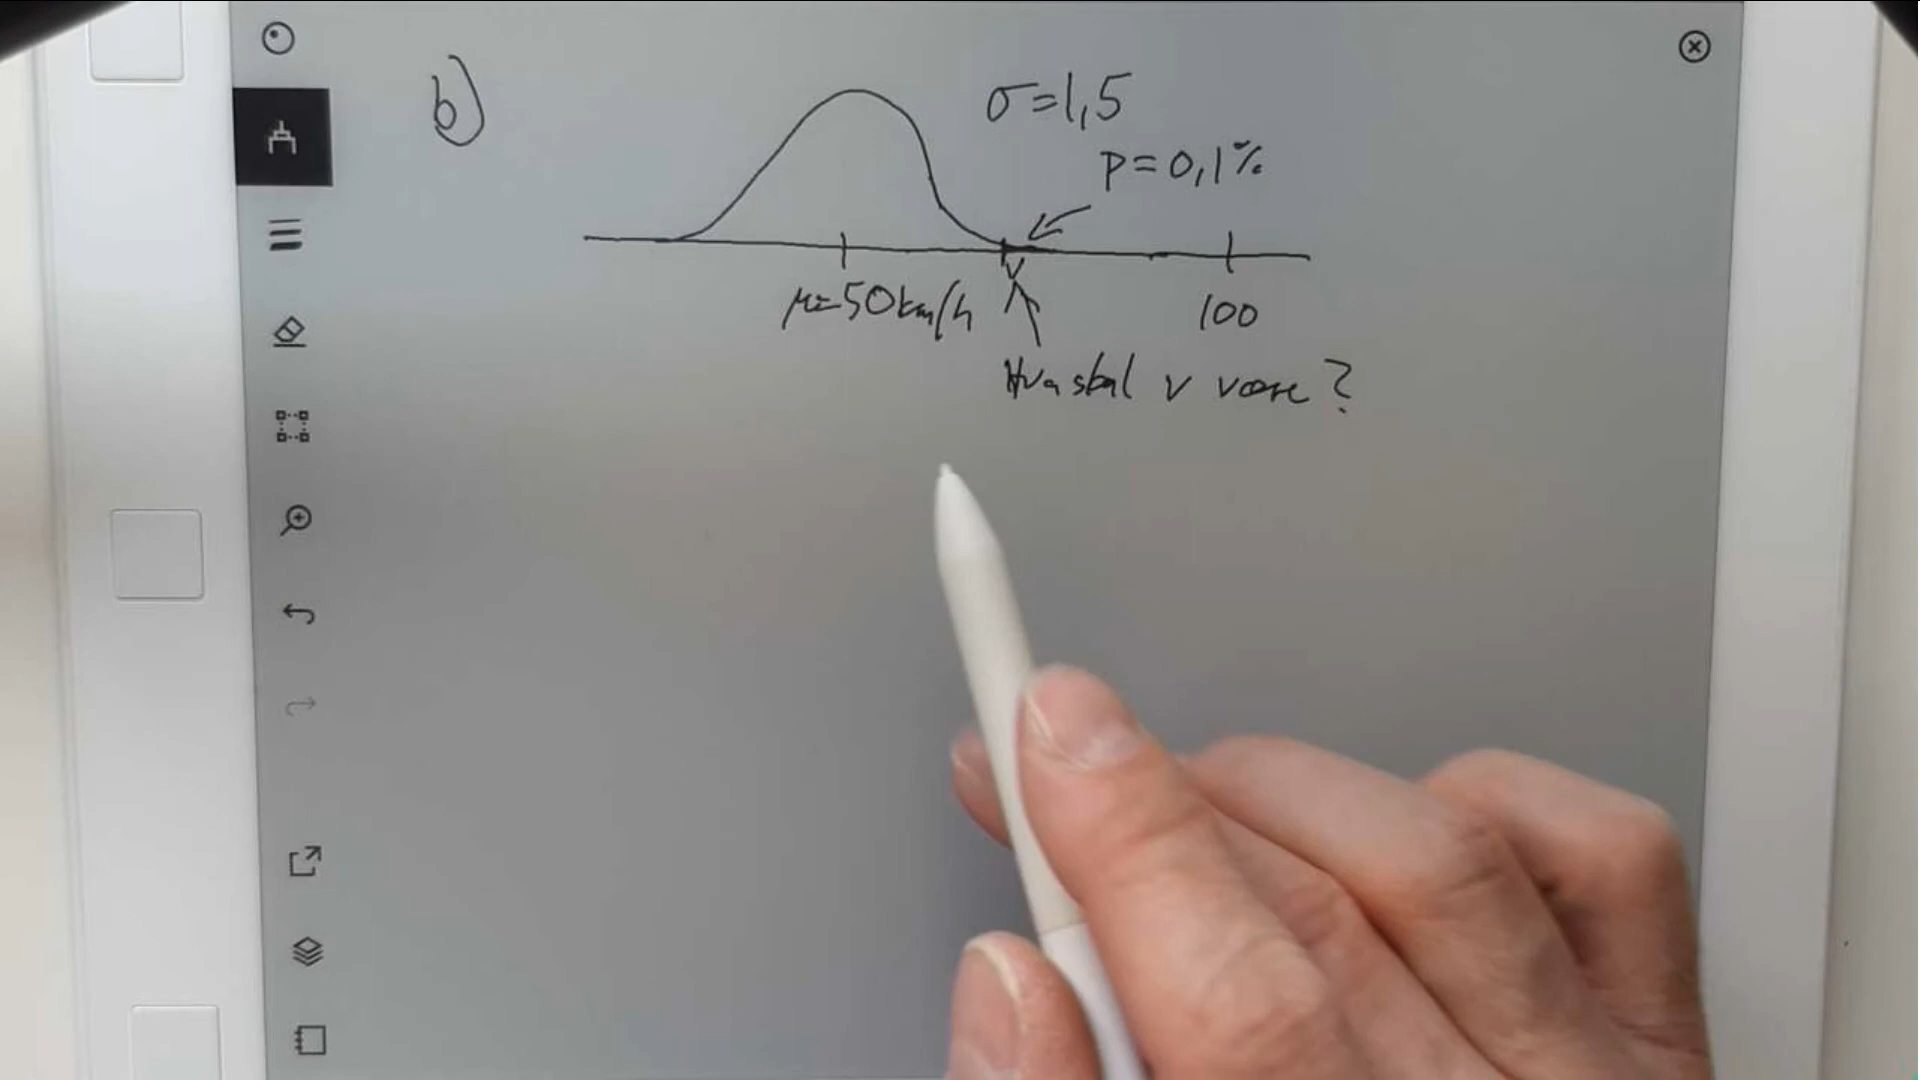 b)
σ=1,5
p=0,1%
v
μ=50km/h
100
Hva skal v være?